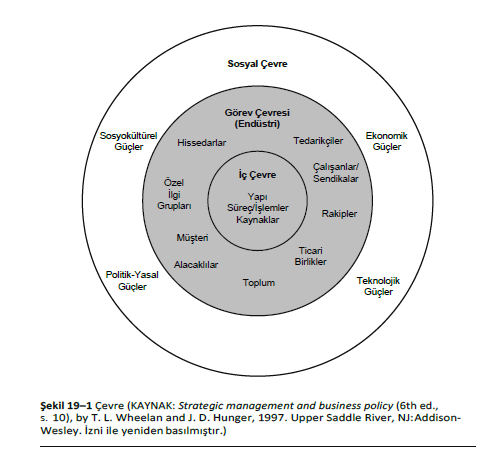 Sosyal Çevre
Görev Çevresi
(Endüstri)
Sosyokültürel
Güçler
Hissedarlar
Tedarikçiler
Ekonomik
Güçler
İç Çevre
Çalışanlar/
Sendikalar
Özel
İlgi
Grupları
Yapı
Süreç/İşlemler
Kaynaklar
Rakipler
Müşteri
Ticari
Birlikler
Alacaklılar
Politik-Yasal
Güçler
Toplum
Teknolojik
Güçler
Şekil 19–1 Çevre (KAYNAK: Strategic management and business policy (6th ed.,
s. 10), by T. L. Wheelan and J. D. Hunger, 1997. Upper Saddle River, NJ:Addison-
Wesley. İzni ile yeniden basılmıştır.)